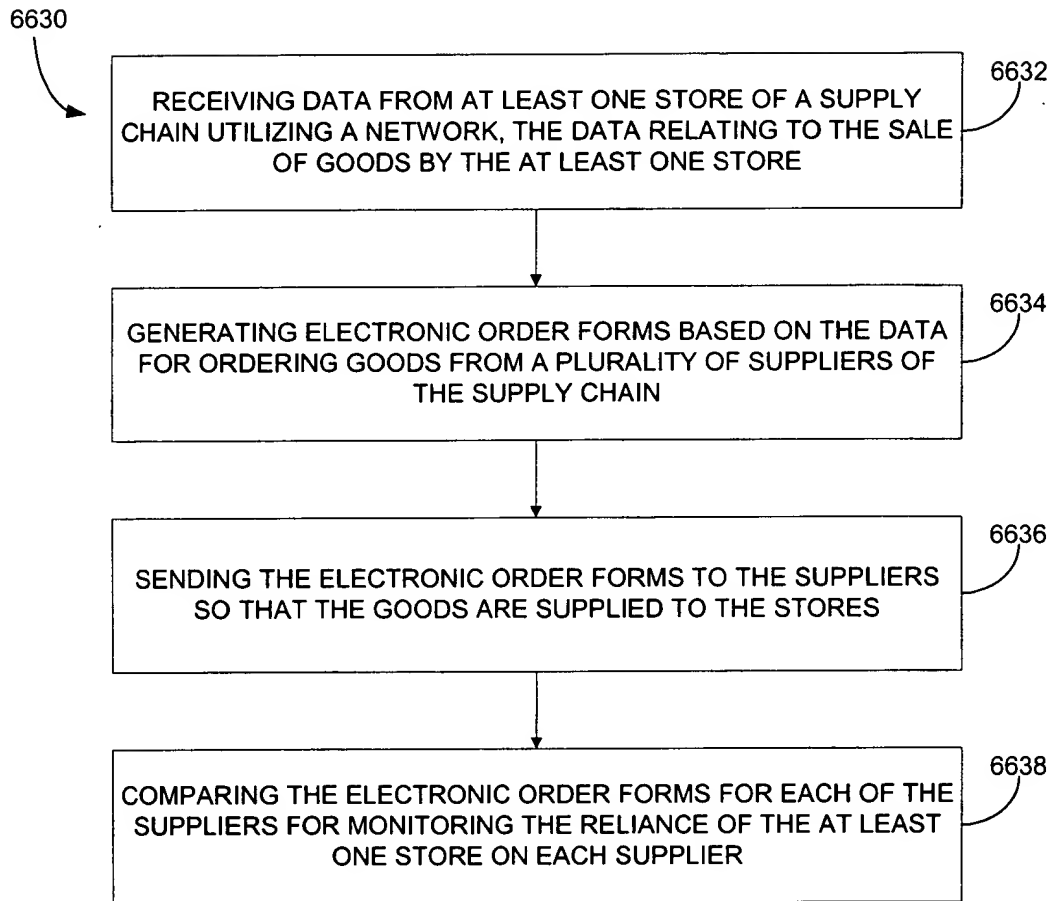 6630
6632
RECEIVING DATA FROM AT LEAST ONE STORE OF A SUPPLY
CHAIN UTILIZING A NETWORK, THE DATA RELATING TO THE SALE
OF GOODS BY THE AT LEAST ONE STORE
6634
GENERATING ELECTRONIC ORDER FORMS BASED ON THE DATA
FOR ORDERING GOODS FROM A PLURALITY OF SUPPLIERS OF
THE SUPPLY CHAIN
6636
SENDING THE ELECTRONIC ORDER FORMS TO THE SUPPLIERS
SO THAT THE GOODS ARE SUPPLIED TO THE STORES
6638
COMPARING THE ELECTRONIC ORDER FORMS FOR EACH OF THE
SUPPLIERS FOR MONITORING THE RELIANCE OF THE AT LEAST
ONE STORE ON EACH SUPPLIER